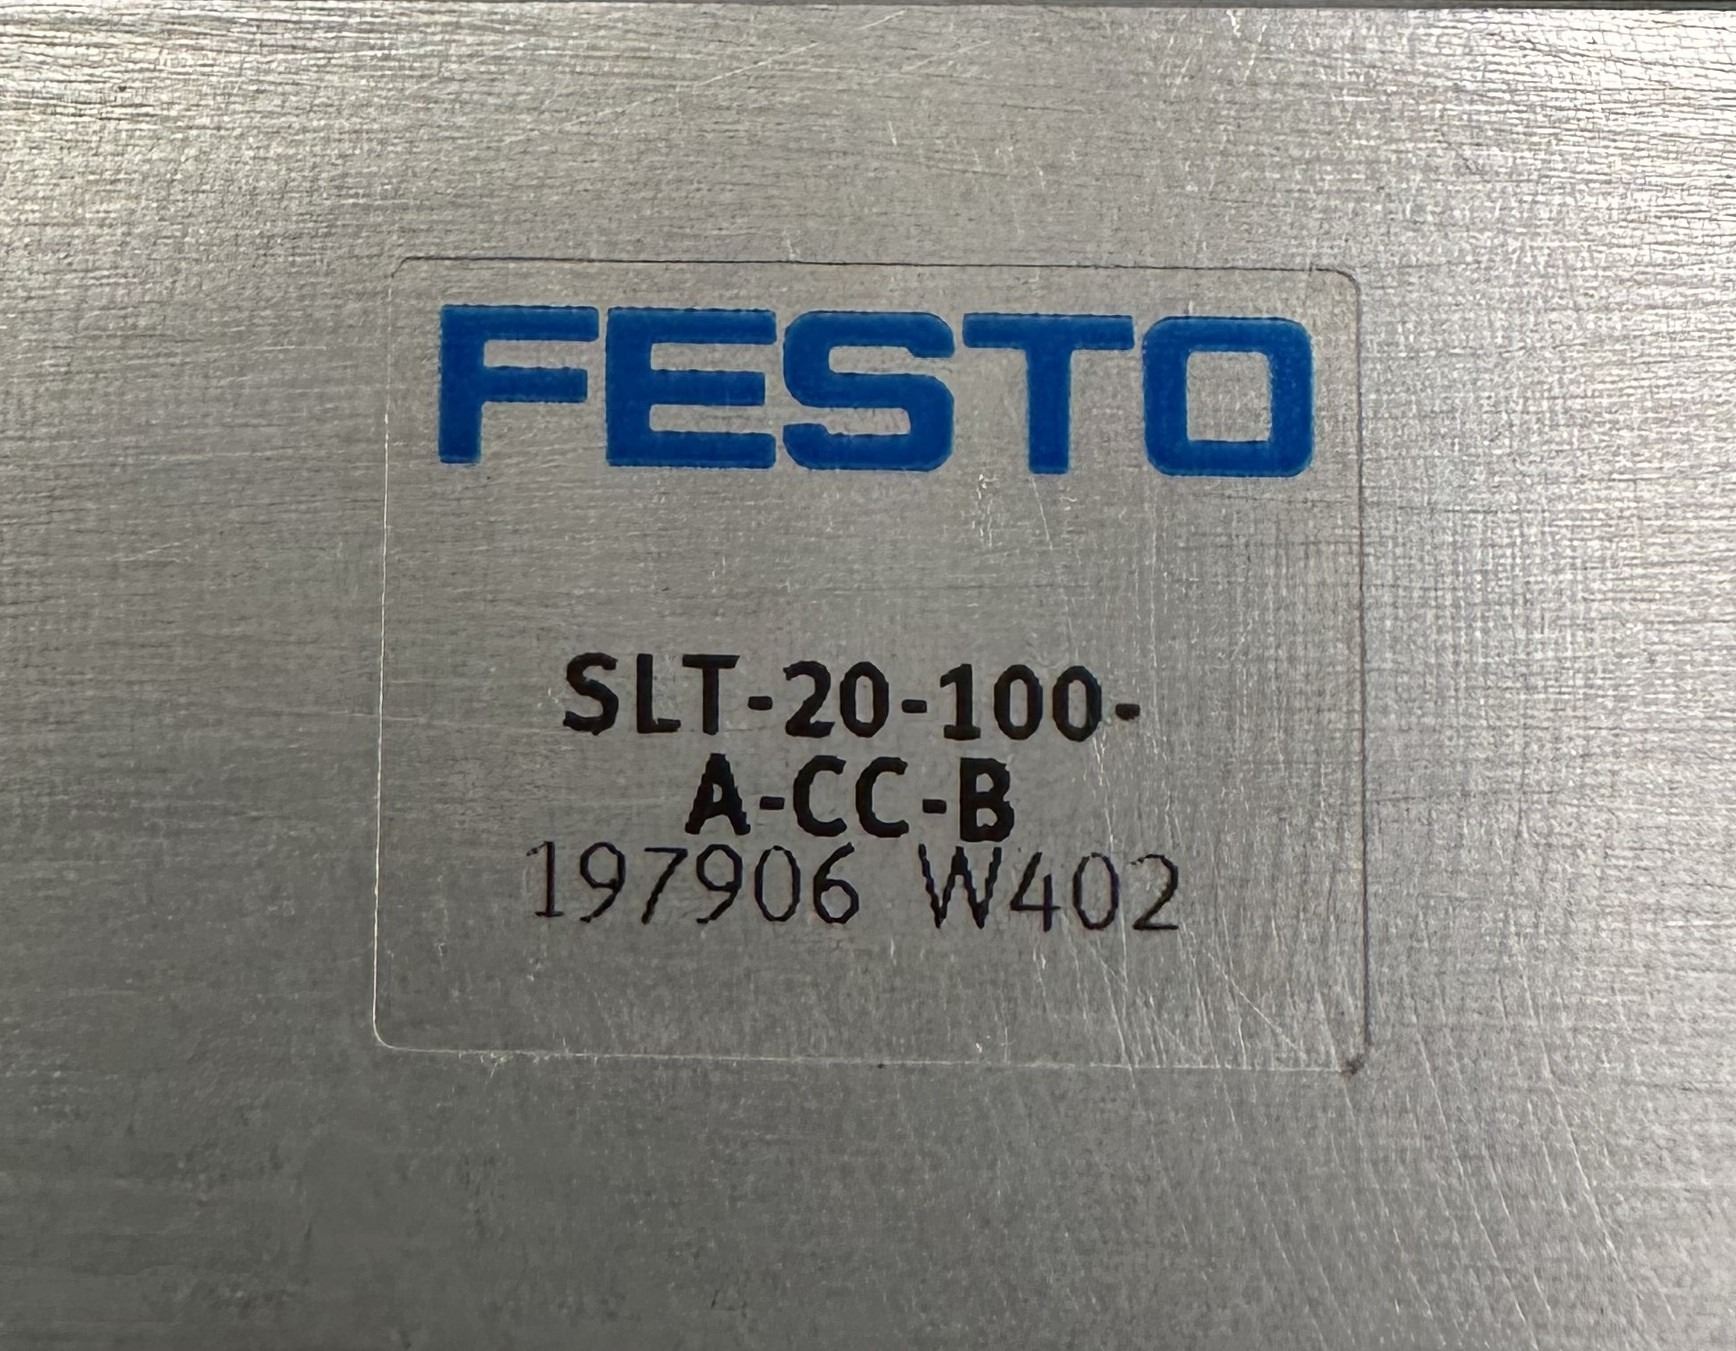 FESTO
SLT-20-100-
A-CC-B
197906 W402